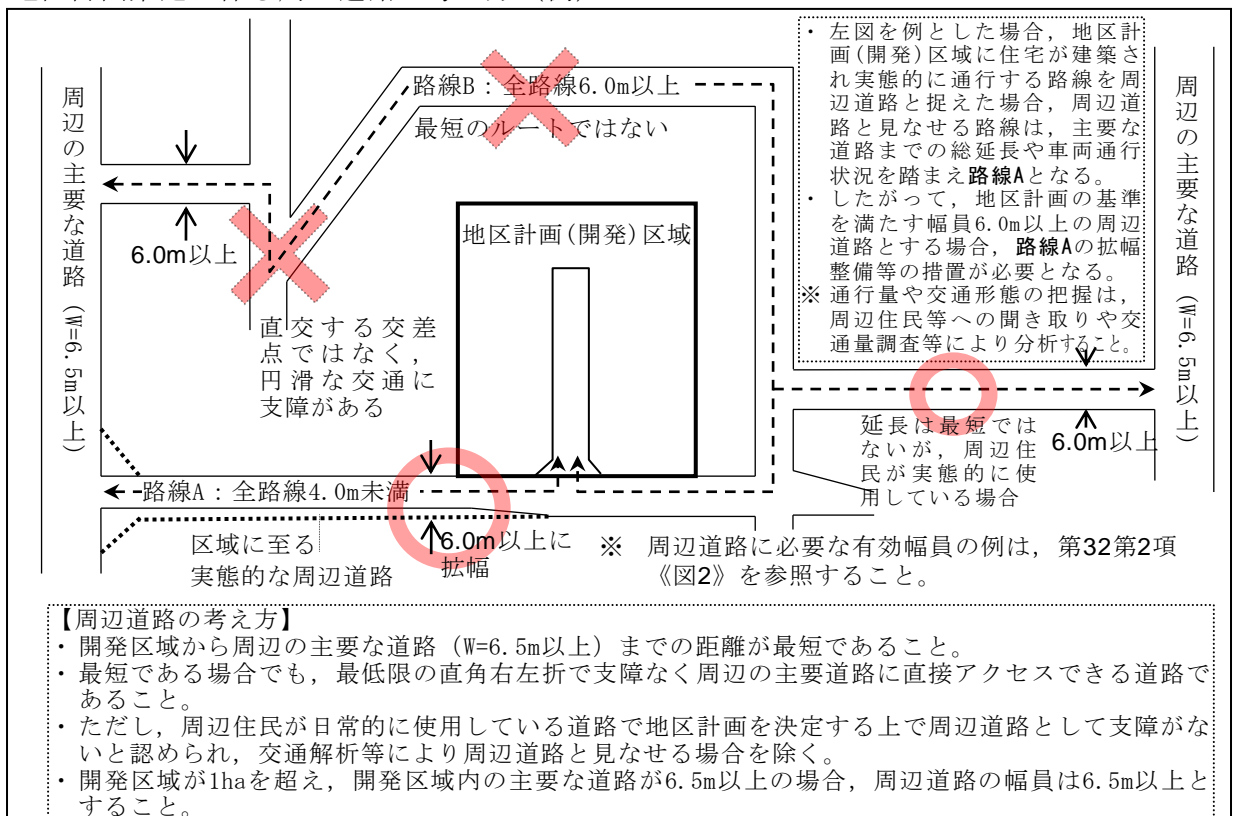 ・ 左図を例とした場合，地区計
画(開発)区域に住宅が建築さ
れ実態的に通行する路線を周
辺道路と捉えた場合，周辺道
路と見なせる路線は，主要な
道路までの総延長や車両通行
状況を踏まえ路線Aとなる。
・ したがって，地区計画の基準
を満たす幅員6.0m以上の周辺
道路とする場合，路線Aの拡幅
整備等の措置が必要となる。
※ 通行量や交通形態の把握は，
周辺住民等への聞き取りや交
通量調査等により分析すること。
周辺の主要な道路（W=6.5m以上）
周辺の主要な道路（W=6.5m以上）
路線B：全路線6.0m以上
最短のルートではない
6.0m以上
地区計画(開発)区域
直交する交差
点ではなく，
円滑な交通に
支障がある
延長は最短では
ないが，周辺住
民が実態的に使
用している場合
6.0m以上
路線A：全路線4.0m未満
区域に至る
実態的な周辺道路
6.0m以上に
拡幅
※ 周辺道路に必要な有効幅員の例は，第32第2項
《図2》を参照すること。
【周辺道路の考え方】
・開発区域から周辺の主要な道路（W=6.5m以上）までの距離が最短であること。
・最短である場合でも，最低限の直角右左折で支障なく周辺の主要道路に直接アクセスできる道路で
あること。
・ただし，周辺住民が日常的に使用している道路で地区計画を決定する上で周辺道路として支障がな
いと認められ，交通解析等により周辺道路と見なせる場合を除く。
・開発区域が1haを超え，開発区域内の主要な道路が6.5m以上の場合，周辺道路の幅員は6.5m以上と
すること。